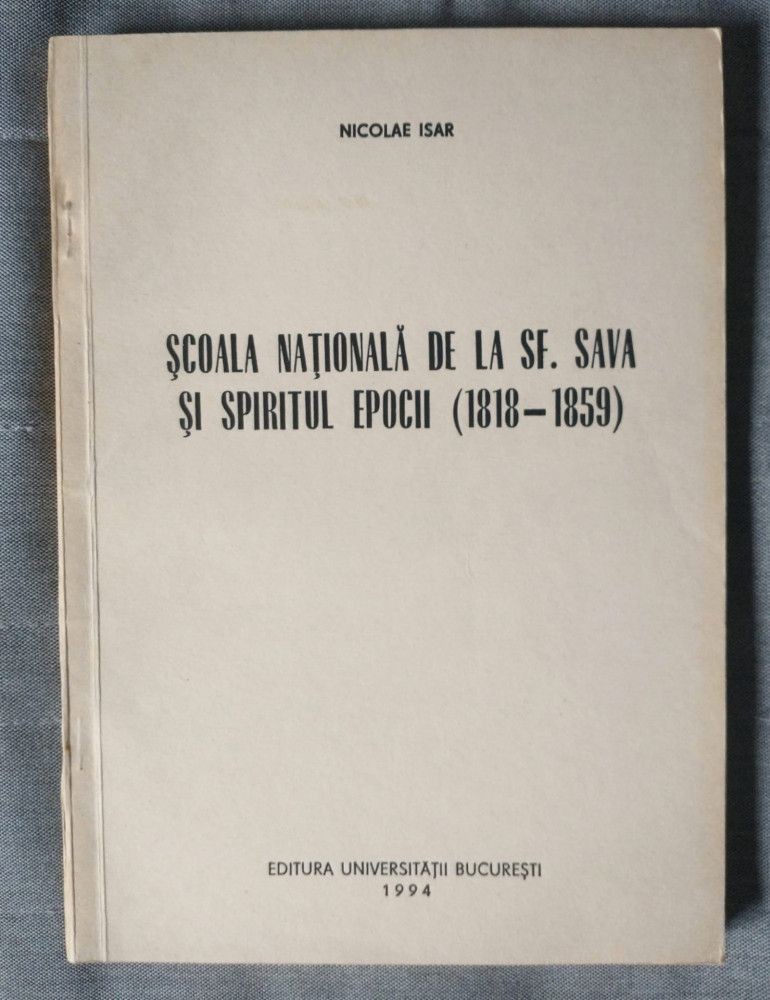 NICOLAE ISAR
ŞCOALA NAŢIONALĂ DE LA SF. SAVA
ŞI SPIRITUL EPOCII (1818—1859)
EDITURA UNIVERSITĂŢII BUCUREŞTI
1994